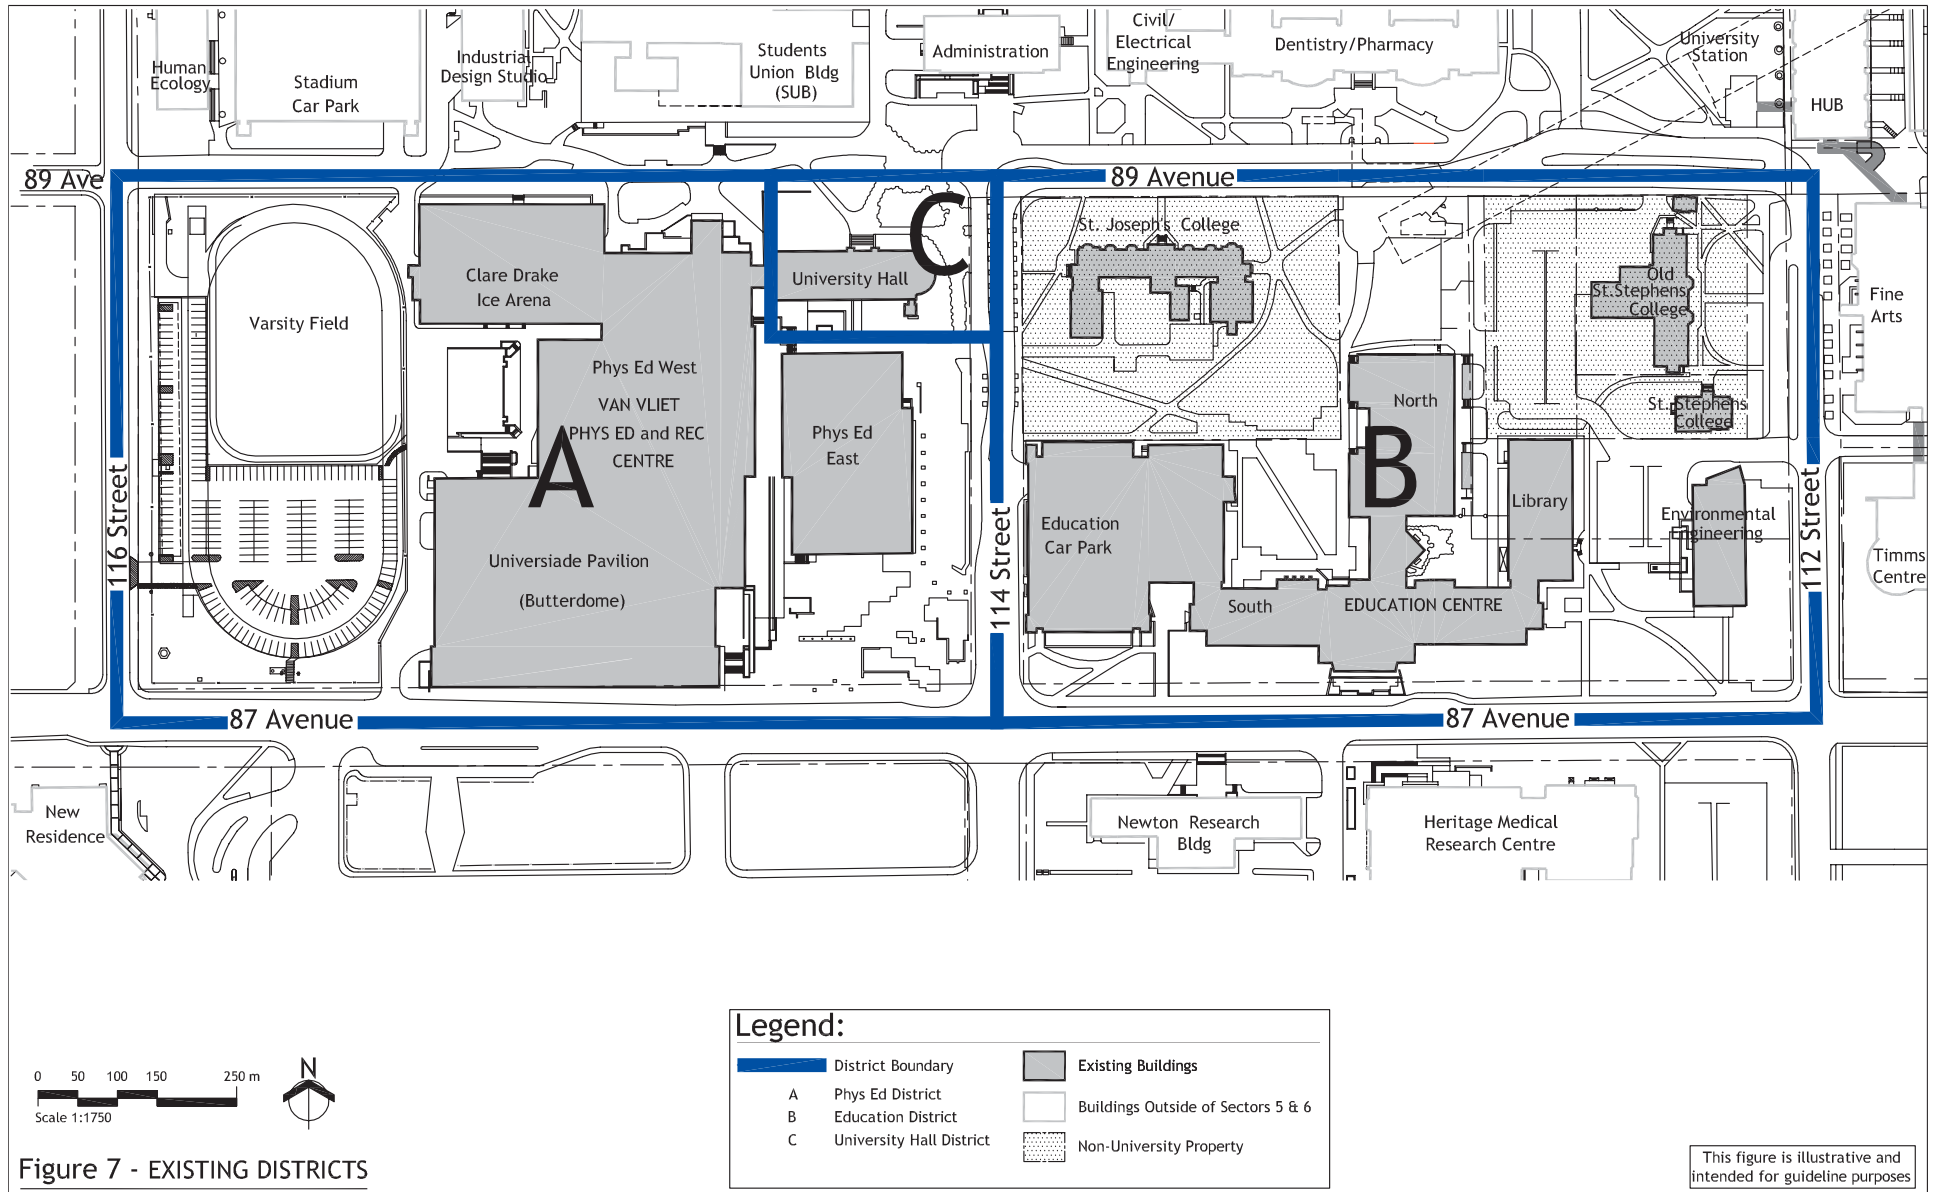 Human
Ecology
Stadium
Car Park
Industrial
Design Studio
Students
Union Bldg
(SUB)
Administration
Civil/
Electrical
Engineering
Dentistry/Pharmacy
University
Station
HUB
89 Ave
89 Avenue
C
St. Joseph's College
Clare Drake
Ice Arena
University Hall
Old
St.Stephens
College
Fine
Arts
Varsity Field
Phys Ed West
VAN VLIET
PHYS ED and REC
CENTRE
A
Phys Ed
East
North
B
St. Stephens
College
Library
Education
Car Park
Environmental
Engineering
116 Street
114 Street
112 Street
Timms
Centre
Universiade Pavilion
(Butterdome)
South
EDUCATION CENTRE
87 Avenue
87 Avenue
New
Residence
Newton Research
Bldg
Heritage Medical
Research Centre
Legend:
District Boundary
A Phys Ed District
B Education District
C University Hall District
Existing Buildings
Buildings Outside of Sectors 5 & 6
Non-University Property
0 50 100 150 250 m
Scale 1:1750
N
Figure 7 - EXISTING DISTRICTS
This figure is illustrative and
intended for guideline purposes